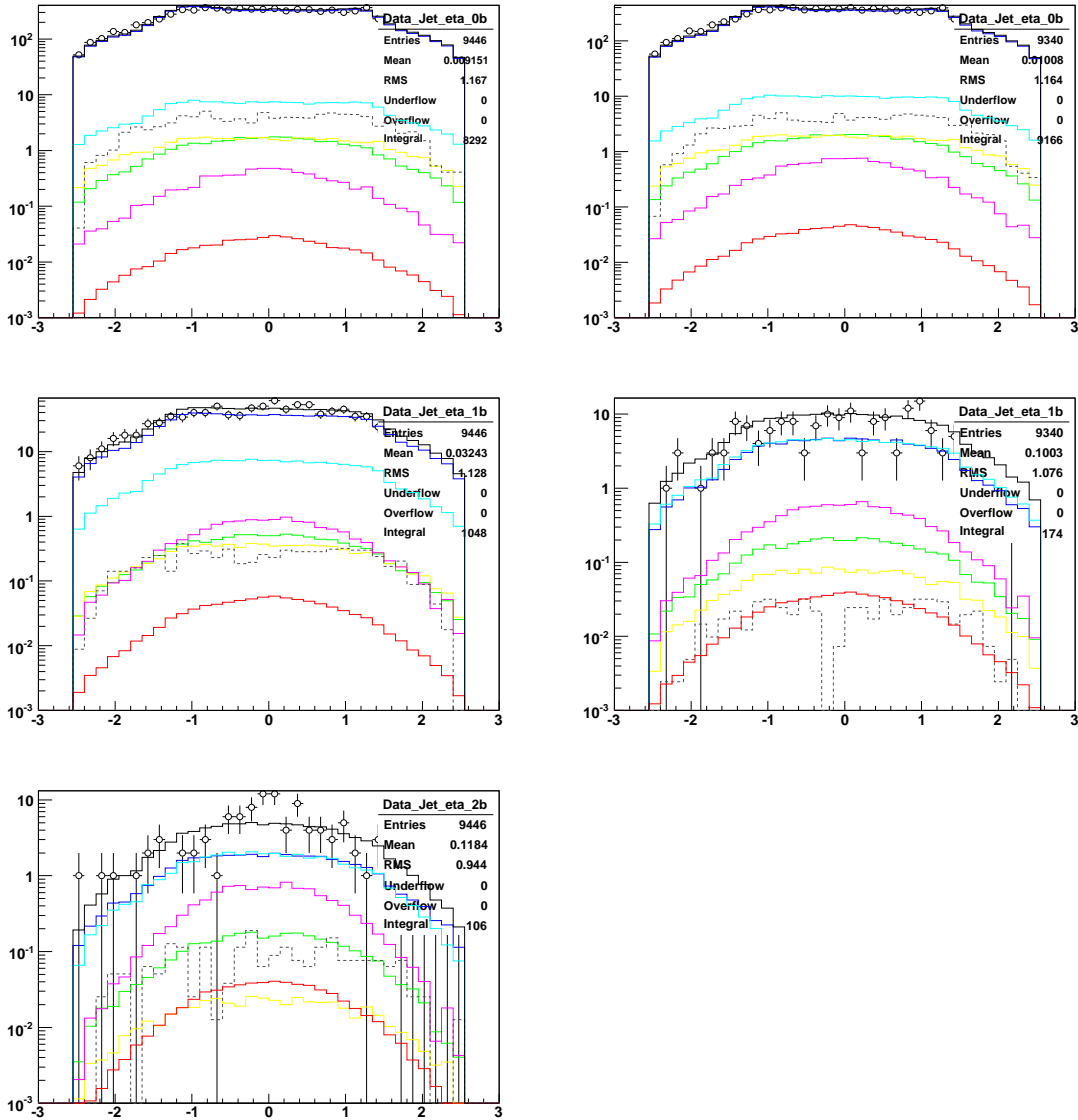 Data_Jet_eta_0b
Entries 9446
Mean 0.009151
RMS 1.167
Underflow 0
Overflow 0
Integral 8292
10²
10
1
10⁻¹
10⁻²
10⁻³
-3 -2 -1 0 1 2 3
Data_Jet_eta_0b
Entries 9340
Mean 0.01008
RMS 1.164
Underflow 0
Overflow 0
Integral 9166
10²
10
1
10⁻¹
10⁻²
10⁻³
-3 -2 -1 0 1 2 3
Data_Jet_eta_1b
Entries 9446
Mean 0.03243
RMS 1.128
Underflow 0
Overflow 0
Integral 1048
10
1
10⁻¹
10⁻²
10⁻³
-3 -2 -1 0 1 2 3
Data_Jet_eta_1b
Entries 9340
Mean 0.1003
RMS 1.076
Underflow 0
Overflow 0
Integral 174
10
1
10⁻¹
10⁻²
10⁻³
-3 -2 -1 0 1 2 3
Data_Jet_eta_2b
Entries 9446
Mean 0.1184
RMS 0.944
Underflow 0
Overflow 0
Integral 106
10
1
10⁻¹
10⁻²
10⁻³
-3 -2 -1 0 1 2 3